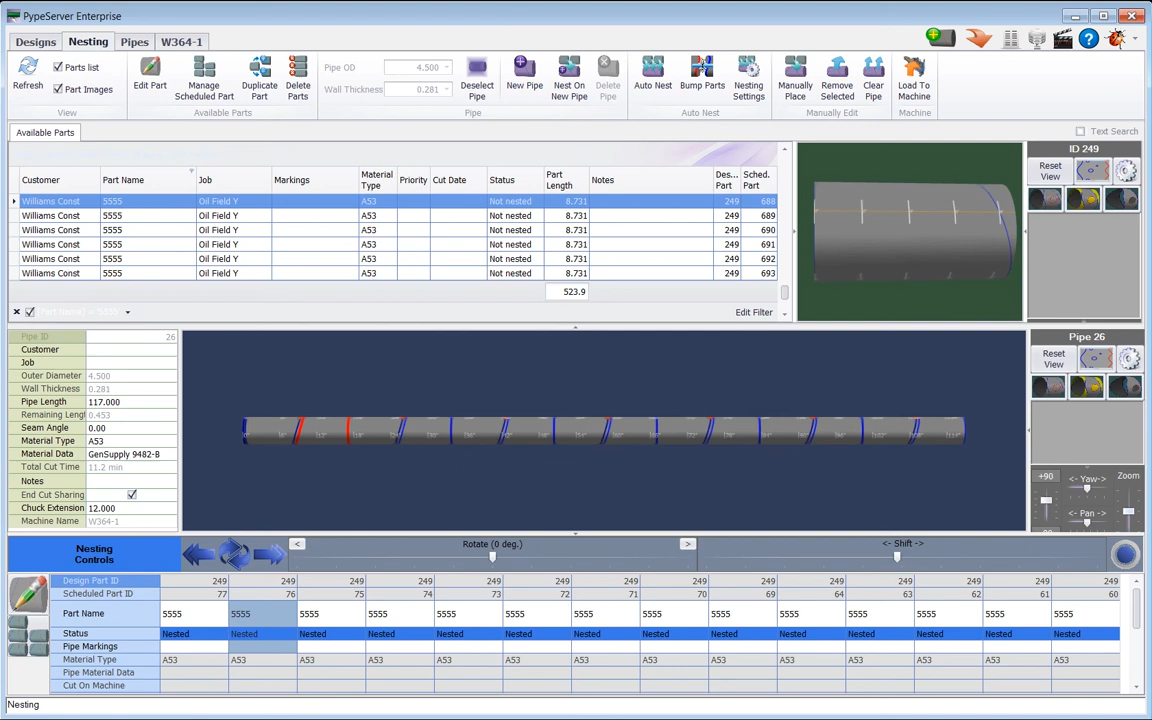 PypeServer Enterprise
Designs Nesting Pipes W364-1
Refresh
Parts list
Part Images
View
Edit Part
Manage Scheduled Part
Duplicate Part
Delete Parts
Available Parts
Pipe OD 4.500
Wall Thickness 0.281
Deselect Pipe
New Pipe
Nest On New Pipe
Delete Pipe
Pipe
Auto Nest
Bump Parts
Nesting Settings
Auto Nest
Manually Place
Remove Selected
Clear Pipe
Manually Edit
Load To Machine
Machine
Available Parts
Text Search
Customer Part Name Job Markings Material Type Priority Cut Date Status Part Length Notes Des... Part Sched. Part
Williams Const 5555 Oil Field Y A53 Not nested 8.731 249 688
Williams Const 5555 Oil Field Y A53 Not nested 8.731 249 689
Williams Const 5555 Oil Field Y A53 Not nested 8.731 249 690
Williams Const 5555 Oil Field Y A53 Not nested 8.731 249 691
Williams Const 5555 Oil Field Y A53 Not nested 8.731 249 692
Williams Const 5555 Oil Field Y A53 Not nested 8.731 249 693
523.9
Edit Filter
ID 249
Reset View
Pipe ID 26
Customer
Job
Outer Diameter 4.500
Wall Thickness 0.281
Pipe Length 117.000
Remaining Lengt 0.453
Seam Angle 0.00
Material Type A53
Material Data GenSupply 9482-B
Total Cut Time 11.2 min
Notes
End Cut Sharing
Chuck Extension 12.000
Machine Name W364-1
Pipe 26
Reset View
+90 <- Yaw-> Zoom
<- Pan ->
Nesting Controls
< Rotate (0 deg.) >
<- Shift ->
Design Part ID 249 249 249 249 249 249 249 249 249 249 249 249 249 249
Scheduled Part ID 77 76 75 74 73 72 71 70 69 63 62 61 60
Part Name 5555 5555 5555 5555 5555 5555 5555 5555 5555 5555 5555 5555 5555 5555
Status Nested Nested Nested Nested Nested Nested Nested Nested Nested Nested Nested Nested Nested Nested
Pipe Markings
Material Type A53 A53 A53 A53 A53 A53 A53 A53 A53 A53 A53 A53 A53 A53
Pipe Material Data
Cut On Machine
Nesting